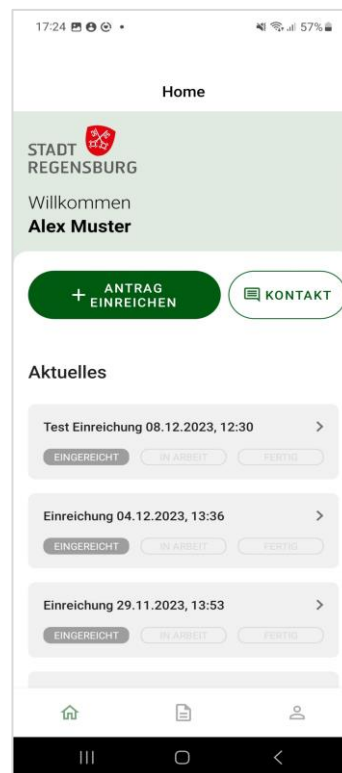 17:24
57%
Home
STADT
REGENSBURG
Willkommen
Alex Muster
+ ANTRAG
EINREICHEN
KONTAKT
Aktuelles
Test Einreichung 08.12.2023, 12:30
EINGEREICHT IN ARBEIT FERTIG
Einreichung 04.12.2023, 13:36
EINGEREICHT IN ARBEIT FERTIG
Einreichung 29.11.2023, 13:53
EINGEREICHT IN ARBEIT FERTIG